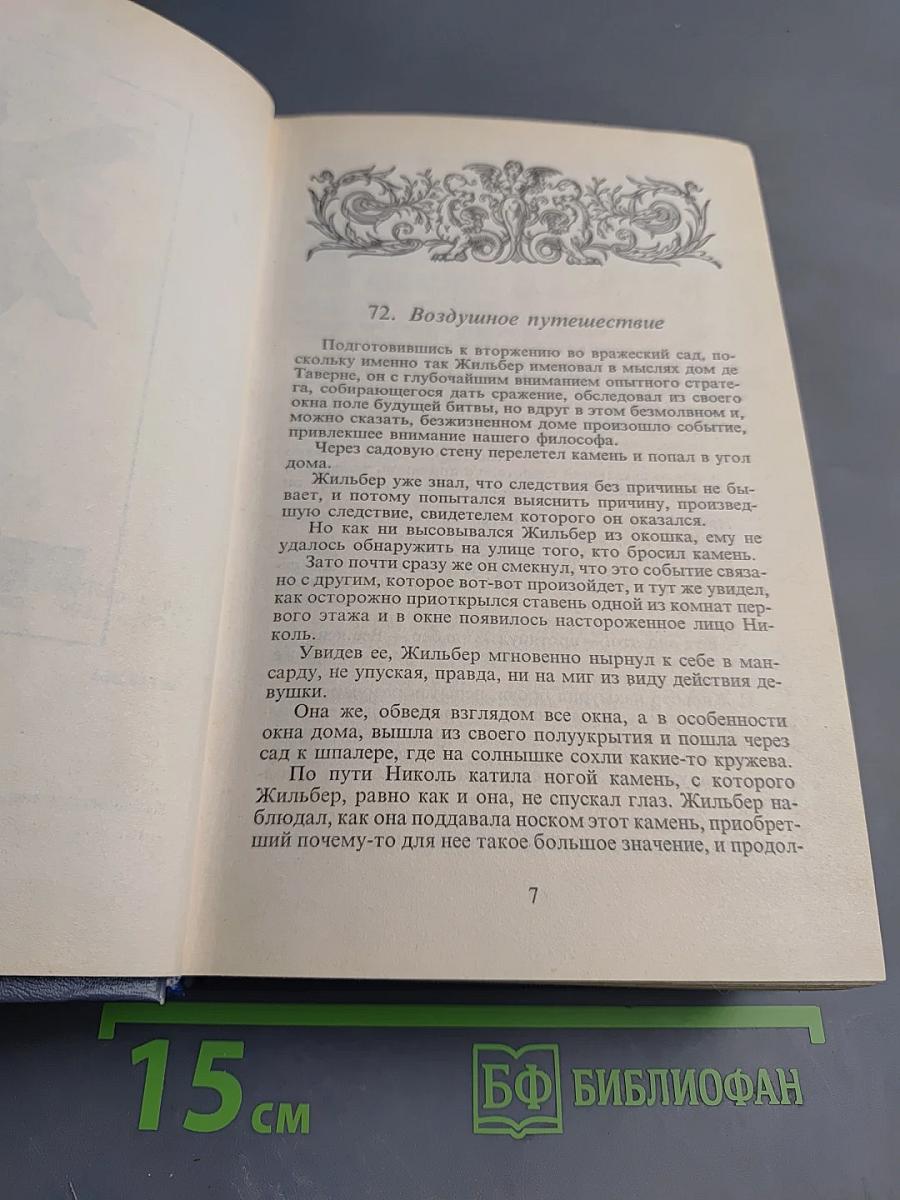 72. Воздушное путешествие
Подготовившись к вторжению во вражеский сад, по-
скольку именно так Жильбер именовал в мыслях дом де
Таверне, он с глубочайшим вниманием опытного страте-
га, собирающегося дать сражение, обследовал из своего
окна поле будущей битвы, но вдруг в этом безмолвном и,
можно сказать, безжизненном доме произошло событие,
привлекшее внимание нашего философа.
Через садовую стену перелетел камень и попал в угол
дома.
Жильбер уже знал, что следствия без причины не бы-
вает, и потому попытался выяснить причину, произвед-
шую следствие, свидетелем которого он оказался.
Но как ни высовывался Жильбер из окошка, ему не
удалось обнаружить на улице того, кто бросил камень.
Зато почти сразу же он смекнул, что это событие связа-
но с другим, которое вот-вот произойдет, и тут же увидел,
как осторожно приоткрылся ставень одной из комнат пер-
вого этажа и в окне появилось настороженное лицо Ни-
коль.
Увидев ее, Жильбер мгновенно нырнул к себе в ман-
сарду, не упуская, правда, ни на миг из виду действия де-
вушки.
Она же, обведя взглядом все окна, а в особенности
окна дома, вышла из своего полуукрытия и пошла через
сад к шпалере, где на солнышке сохли какие-то кружева.
По пути Николь катила ногой камень, с которого
Жильбер, равно как и она, не спускал глаз. Жильбер на-
блюдал, как она поддавала носком этот камень, приобрет-
ший почему-то для нее такое большое значение, и продол-
7
15 см
БФ БИБЛИОФАН